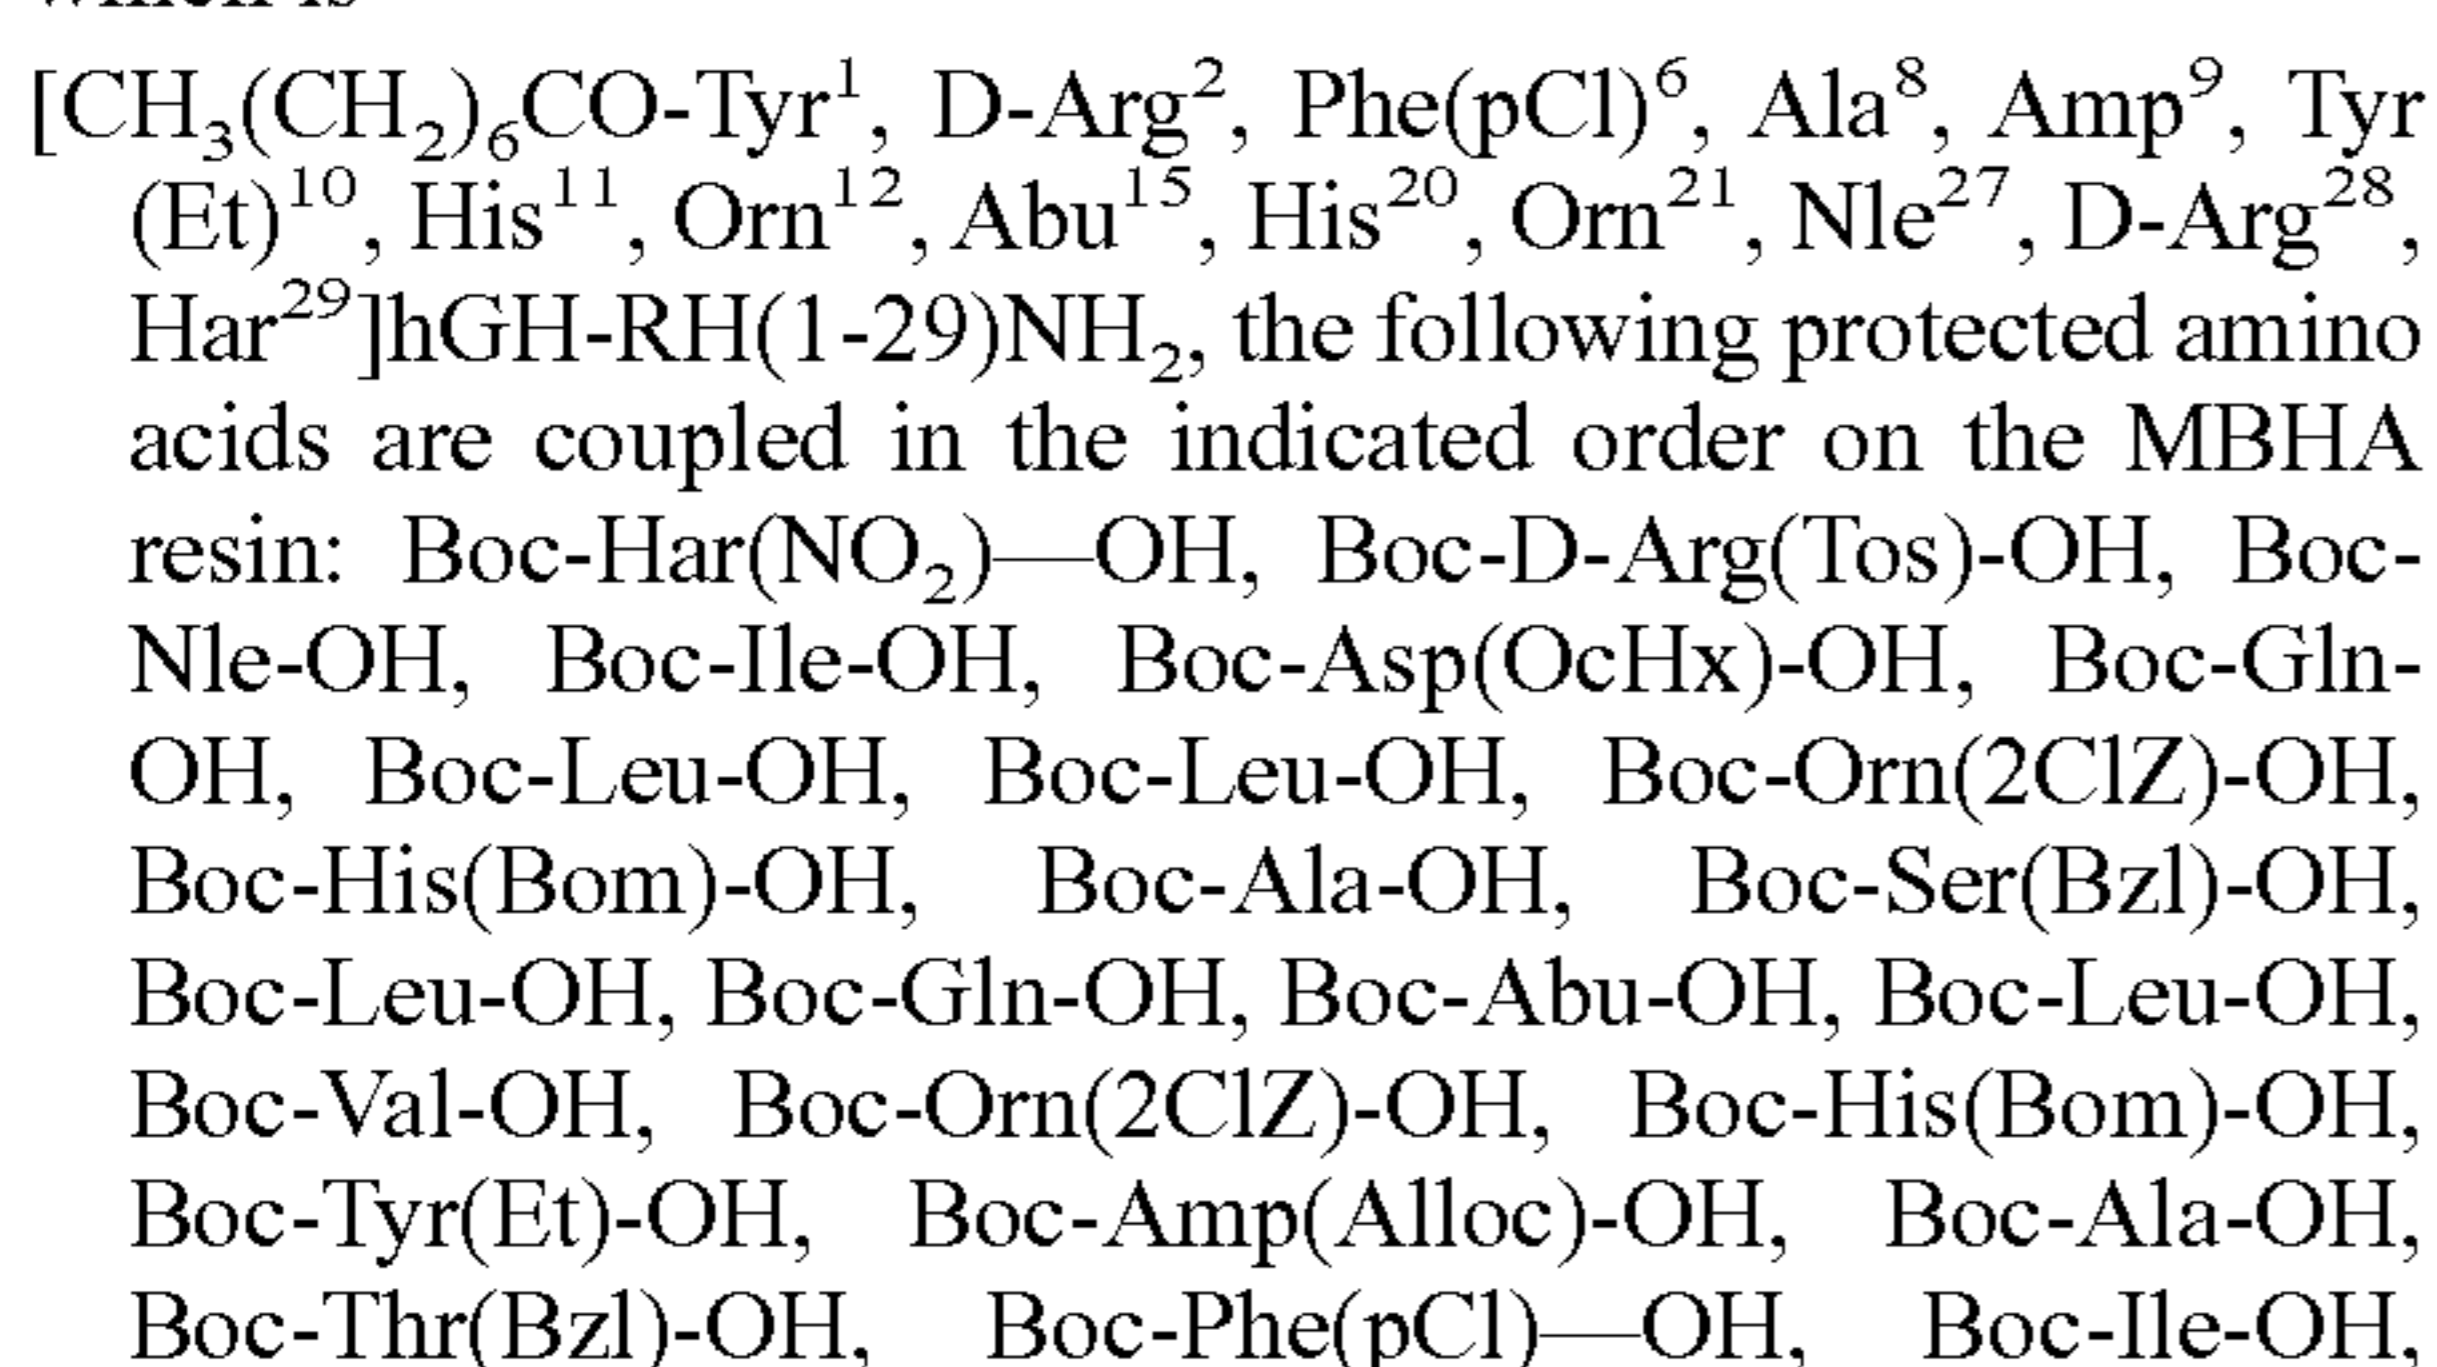 which is
[CH₃(CH₂)₆CO-Tyr¹, D-Arg², Phe(pCl)⁶, Ala⁸, Amp⁹, Tyr
(Et)¹⁰, His¹¹, Orn¹², Abu¹⁵, His²⁰, Orn²¹, Nle²⁷, D-Arg²⁸,
Har²⁹]hGH-RH(1-29)NH₂, the following protected amino
acids are coupled in the indicated order on the MBHA
resin: Boc-Har(NO₂)—OH, Boc-D-Arg(Tos)-OH, Boc-
Nle-OH, Boc-Ile-OH, Boc-Asp(OcHx)-OH, Boc-Gln-
OH, Boc-Leu-OH, Boc-Leu-OH, Boc-Orn(2ClZ)-OH,
Boc-His(Bom)-OH, Boc-Ala-OH, Boc-Ser(Bzl)-OH,
Boc-Leu-OH, Boc-Gln-OH, Boc-Abu-OH, Boc-Leu-OH,
Boc-Val-OH, Boc-Orn(2ClZ)-OH, Boc-His(Bom)-OH,
Boc-Tyr(Et)-OH, Boc-Amp(Alloc)-OH, Boc-Ala-OH,
Boc-Thr(Bzl)-OH, Boc-Phe(pCl)—OH, Boc-Ile-OH,